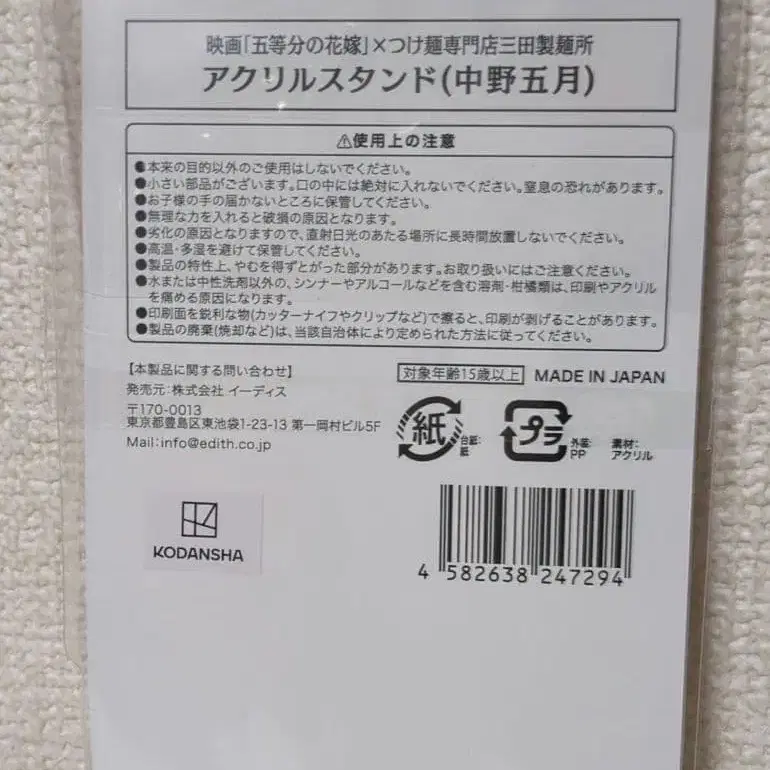 映画「五等分の花嫁」×つけ麺専門店三田製麺所
アクリルスタンド(中野五月)
⚠使用上の注意
●本来の目的以外のご使用はしないでください。
●小さい部品がございます。口の中には絶対に入れないでください。窒息の恐れがあります。
●お子様の手の届かないところに保管してください。
●無理な力を入れると破損の原因となります。
●劣化の原因となりますので、直射日光のあたる場所に長時間放置しないでください。
●高温・多湿を避けて保管してください。
●製品の特性上、やむを得ずとがった部分があります。お取り扱いにはご注意ください。
●水または中性洗剤以外の、シンナーやアルコールなどを含む溶剤・柑橘類は、印刷やアクリル
を痛める原因になります。
●印刷面を鋭利な物(カッターナイフやクリップなど)で擦ると、印刷が剥げることがあります。
●製品の廃棄(焼却など)は、当該自治体により定められた方法に従ってください。
【本製品に関する問い合わせ】
発売元:株式会社 イーディス
〒170-0013
東京都豊島区東池袋1-23-13 第一岡村ビル5F
Mail:info@edith.co.jp
対象年齢15歳以上 MADE IN JAPAN
紙
台紙:
紙
プラ
外装:
PP
素材:
アクリル
KODANSHA
4 582638 247294